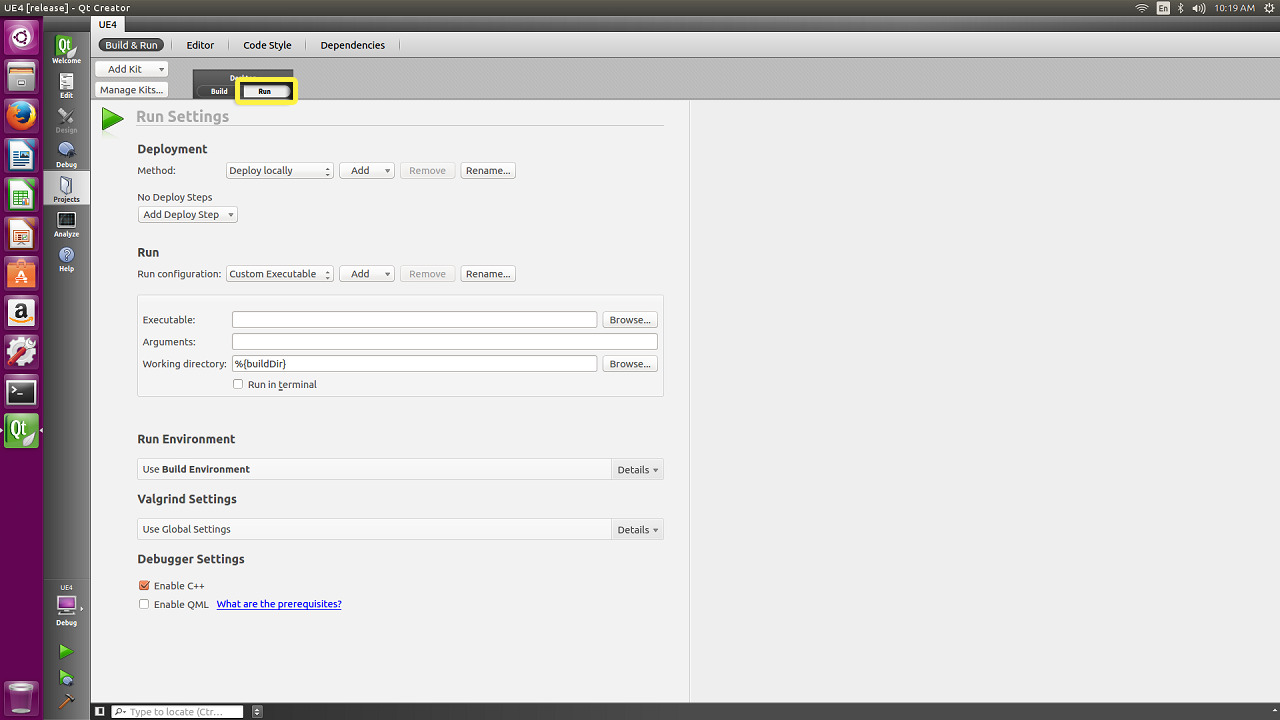 UE4 [release] - Qt Creator
En
10:19 AM
UE4
Build & Run
Editor
Code Style
Dependencies
Add Kit
Manage Kits...
Build
Run
Qt
Welcome
Edit
Design
Debug
Projects
Analyze
Help
Run Settings
Deployment
Method:
Deploy locally
Add
Remove
Rename...
No Deploy Steps
Add Deploy Step
Run
Run configuration:
Custom Executable
Add
Remove
Rename...
Executable:
Browse...
Arguments:
Working directory:
%{buildDir}
Browse...
Run in terminal
Run Environment
Use Build Environment
Details
Valgrind Settings
Use Global Settings
Details
Debugger Settings
Enable C++
Enable QML
What are the prerequisites?
a
Qt
UE4
Debug
Type to locate (Ctr...